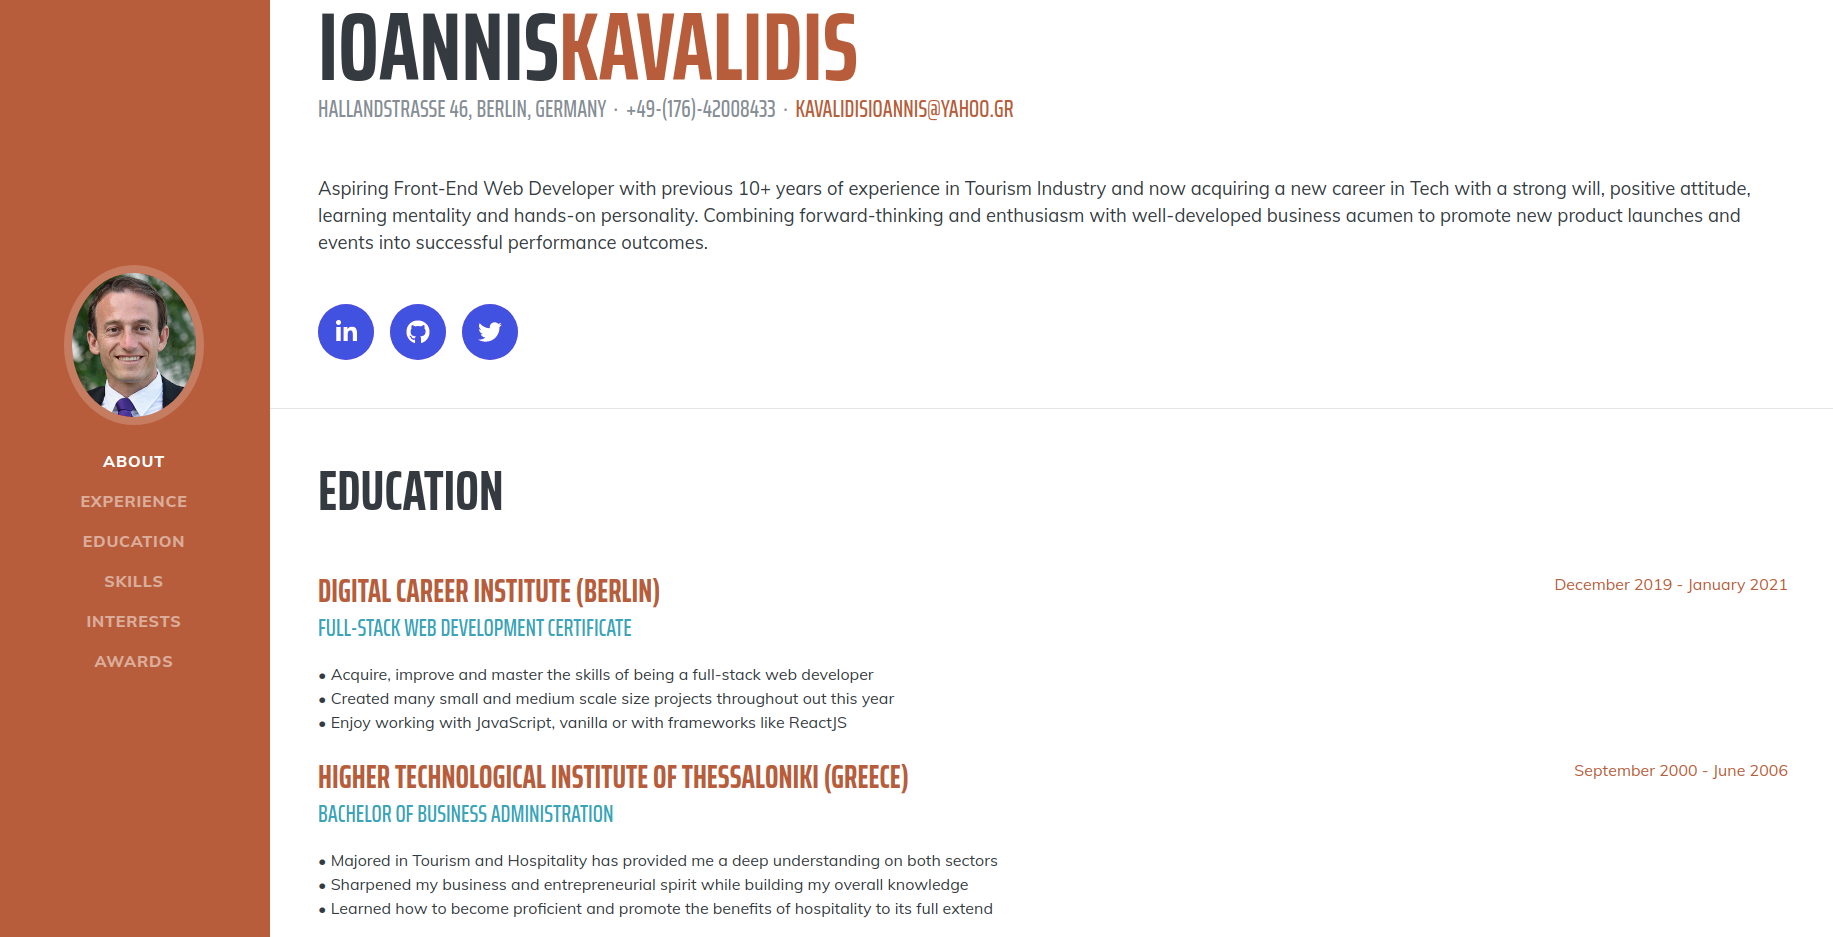 IOANNISKAVALIDIS
HALLANDSTRASSE 46, BERLIN, GERMANY · +49-(176)-42008433 · KAVALIDISIOANNIS@YAHOO.GR
Aspiring Front-End Web Developer with previous 10+ years of experience in Tourism Industry and now acquiring a new career in Tech with a strong will, positive attitude,
learning mentality and hands-on personality. Combining forward-thinking and enthusiasm with well-developed business acumen to promote new product launches and
events into successful performance outcomes.
in
ABOUT
EXPERIENCE
EDUCATION
SKILLS
INTERESTS
AWARDS
EDUCATION
DIGITAL CAREER INSTITUTE (BERLIN)
December 2019 - January 2021
FULL-STACK WEB DEVELOPMENT CERTIFICATE
• Acquire, improve and master the skills of being a full-stack web developer
• Created many small and medium scale size projects throughout out this year
• Enjoy working with JavaScript, vanilla or with frameworks like ReactJS
HIGHER TECHNOLOGICAL INSTITUTE OF THESSALONIKI (GREECE)
September 2000 - June 2006
BACHELOR OF BUSINESS ADMINISTRATION
• Majored in Tourism and Hospitality has provided me a deep understanding on both sectors
• Sharpened my business and entrepreneurial spirit while building my overall knowledge
• Learned how to become proficient and promote the benefits of hospitality to its full extend